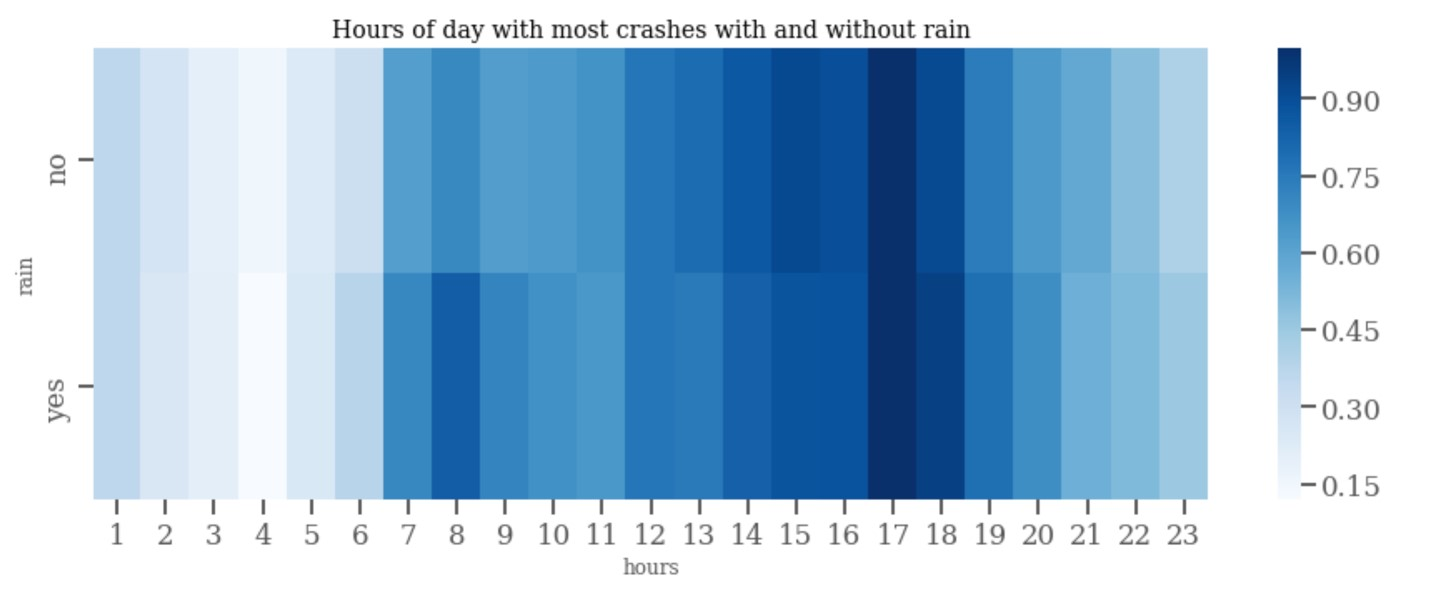 Hours of day with most crashes with and without rain
no
yes
rain
1 2 3 4 5 6 7 8 9 10 11 12 13 14 15 16 17 18 19 20 21 22 23
hours
0.90
0.75
0.60
0.45
0.30
0.15